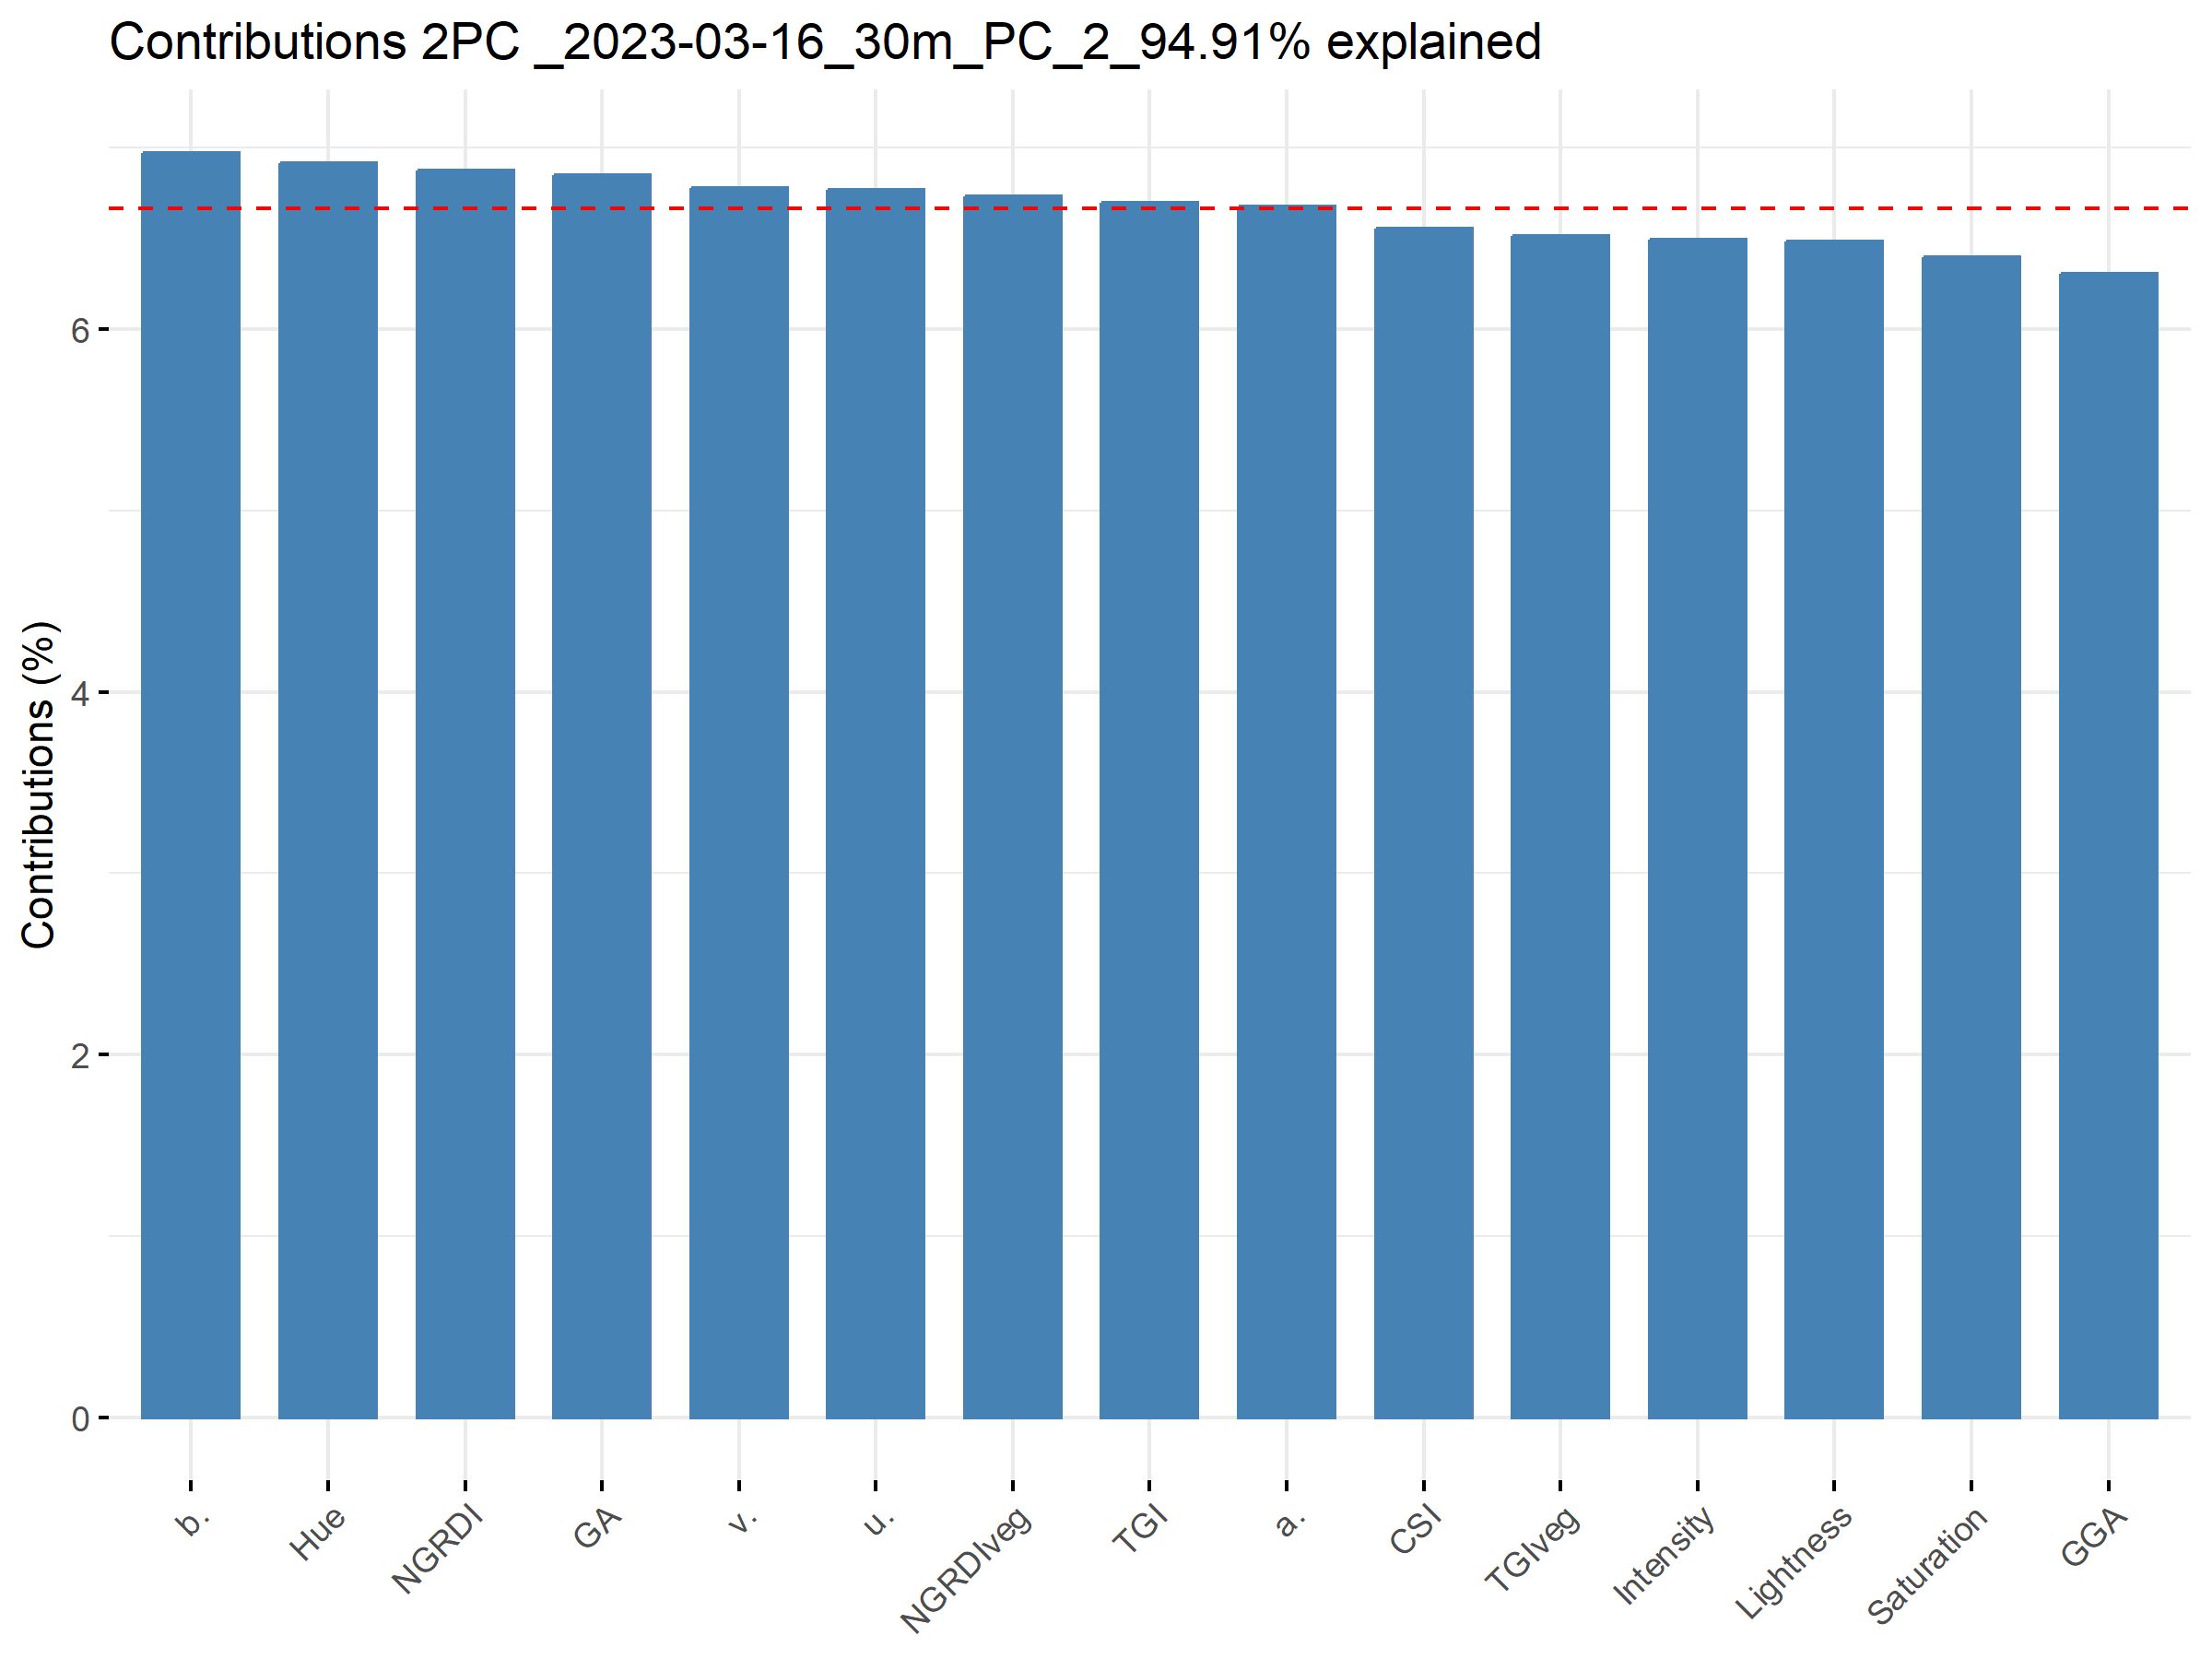 Contributions 2PC _2023-03-16_30m_PC_2_94.91% explained
Contributions (%)
6
4
2
0
b.
Hue
NGRDI
GA
v.
u.
NGRDIveg
TGI
a.
CSI
TGIveg
Intensity
Lightness
Saturation
GGA